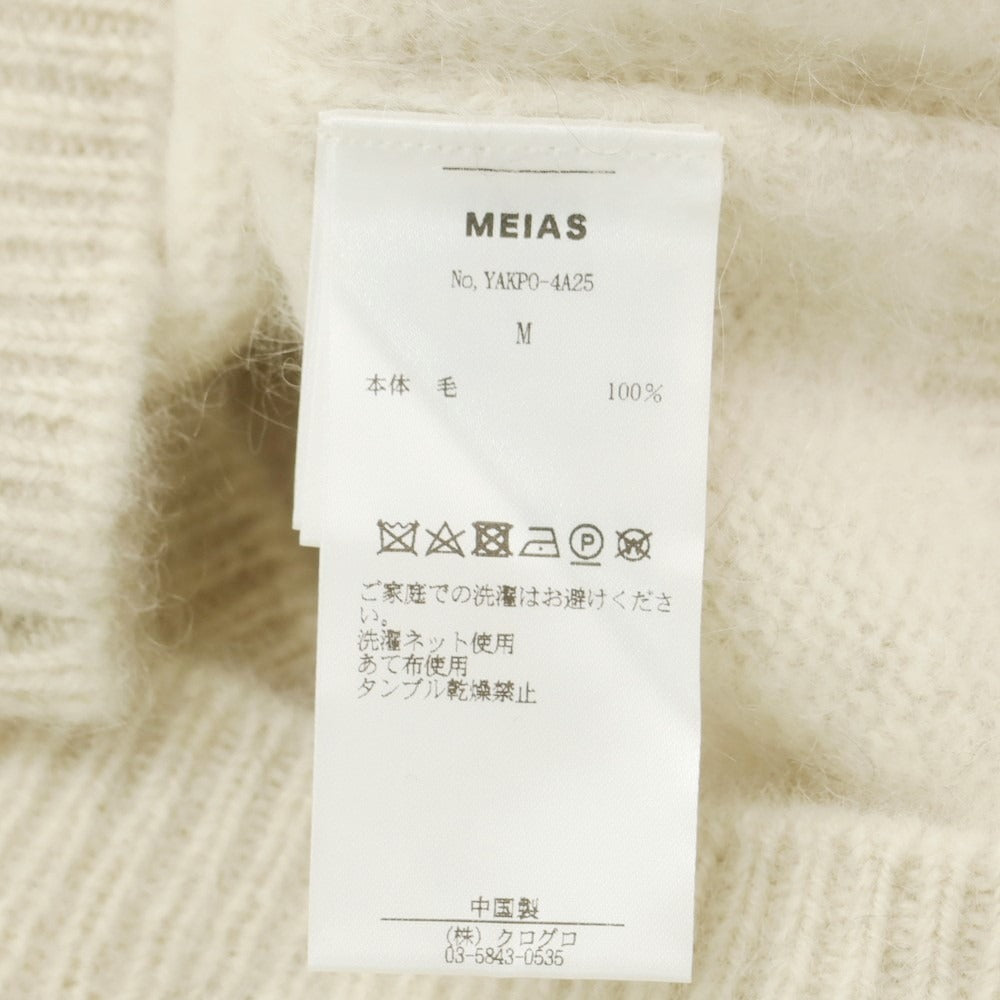 MEIAS
No,YAKPO-4A25
M
本体 毛 100%
P
W
ご家庭での洗濯はお避けくださ
い。
洗濯ネット使用
あて布使用
タンブル乾燥禁止
中国製
(株)クログロ
03-5843-0535